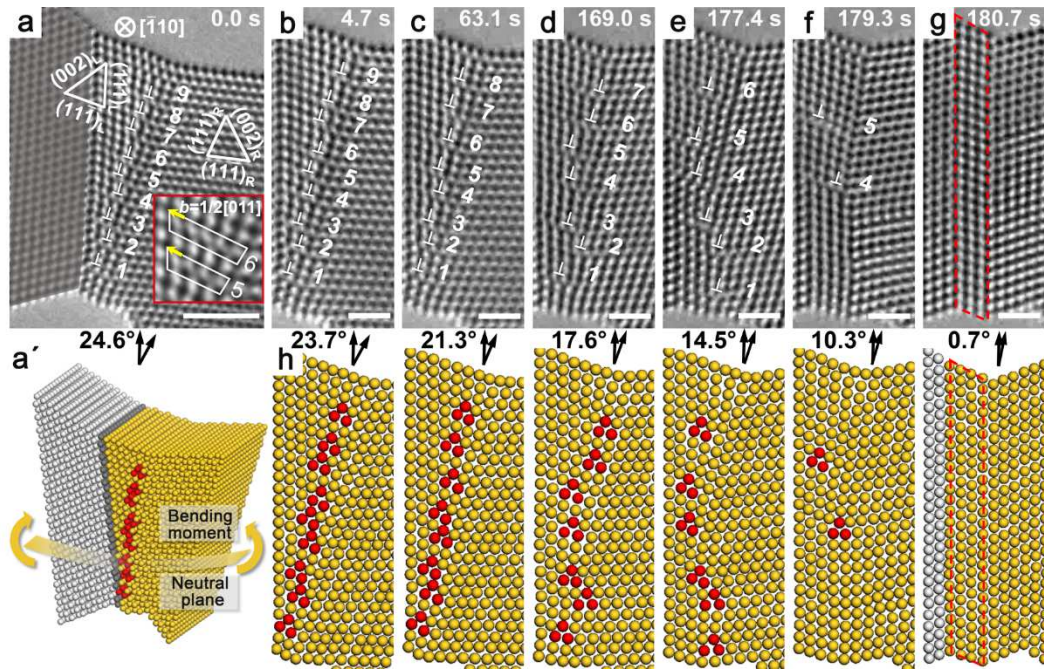 a
⊗[1̄10]
0.0 s
(002)L
(11̄1)L
(111)L
(111)R
(002)R
(111)R
9
8
7
6
5
4
3
2
1
b=1/2[011]
6
5
b
4.7 s
9
8
7
6
5
4
3
2
1
c
63.1 s
8
7
6
5
4
3
2
1
d
169.0 s
7
6
5
4
3
2
1
e
177.4 s
6
5
4
3
2
1
f
179.3 s
5
4
g
180.7 s
24.6°
23.7°
21.3°
17.6°
14.5°
10.3°
0.7°
a´
Bending
moment
Neutral
plane
h